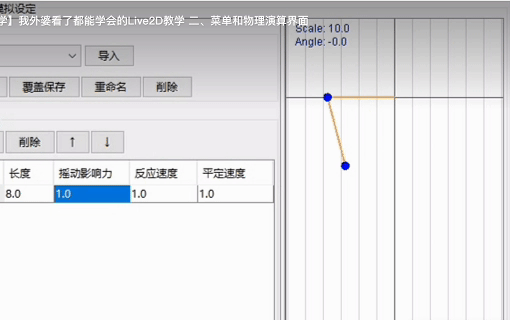 模拟设定
学】我外婆看了都能学会的Live2D教学 二、菜单和物理演算界面
Scale: 10.0
Angle: -0.0
导入
覆盖保存 重命名 删除
删除 ↑ ↓
长度 摇动影响力 反应速度 平定速度
8.0 1.0 1.0 1.0